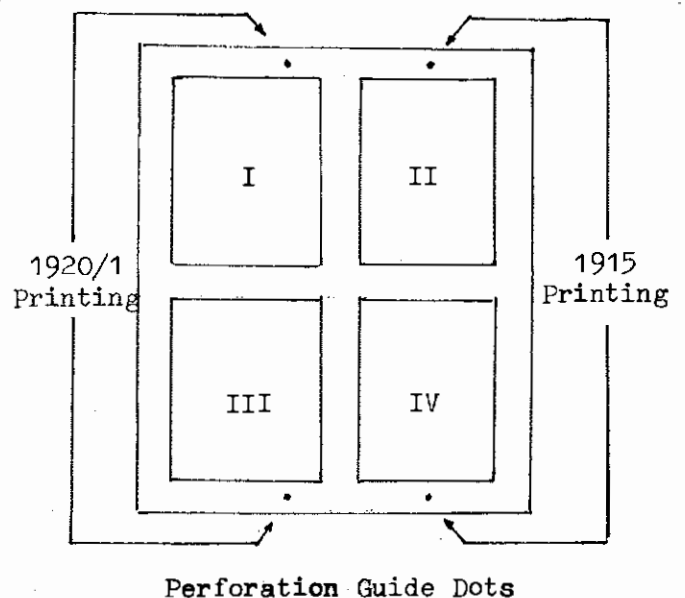 I
II
1920/1
Printing
1915
Printing
III
IV
Perforation Guide Dots